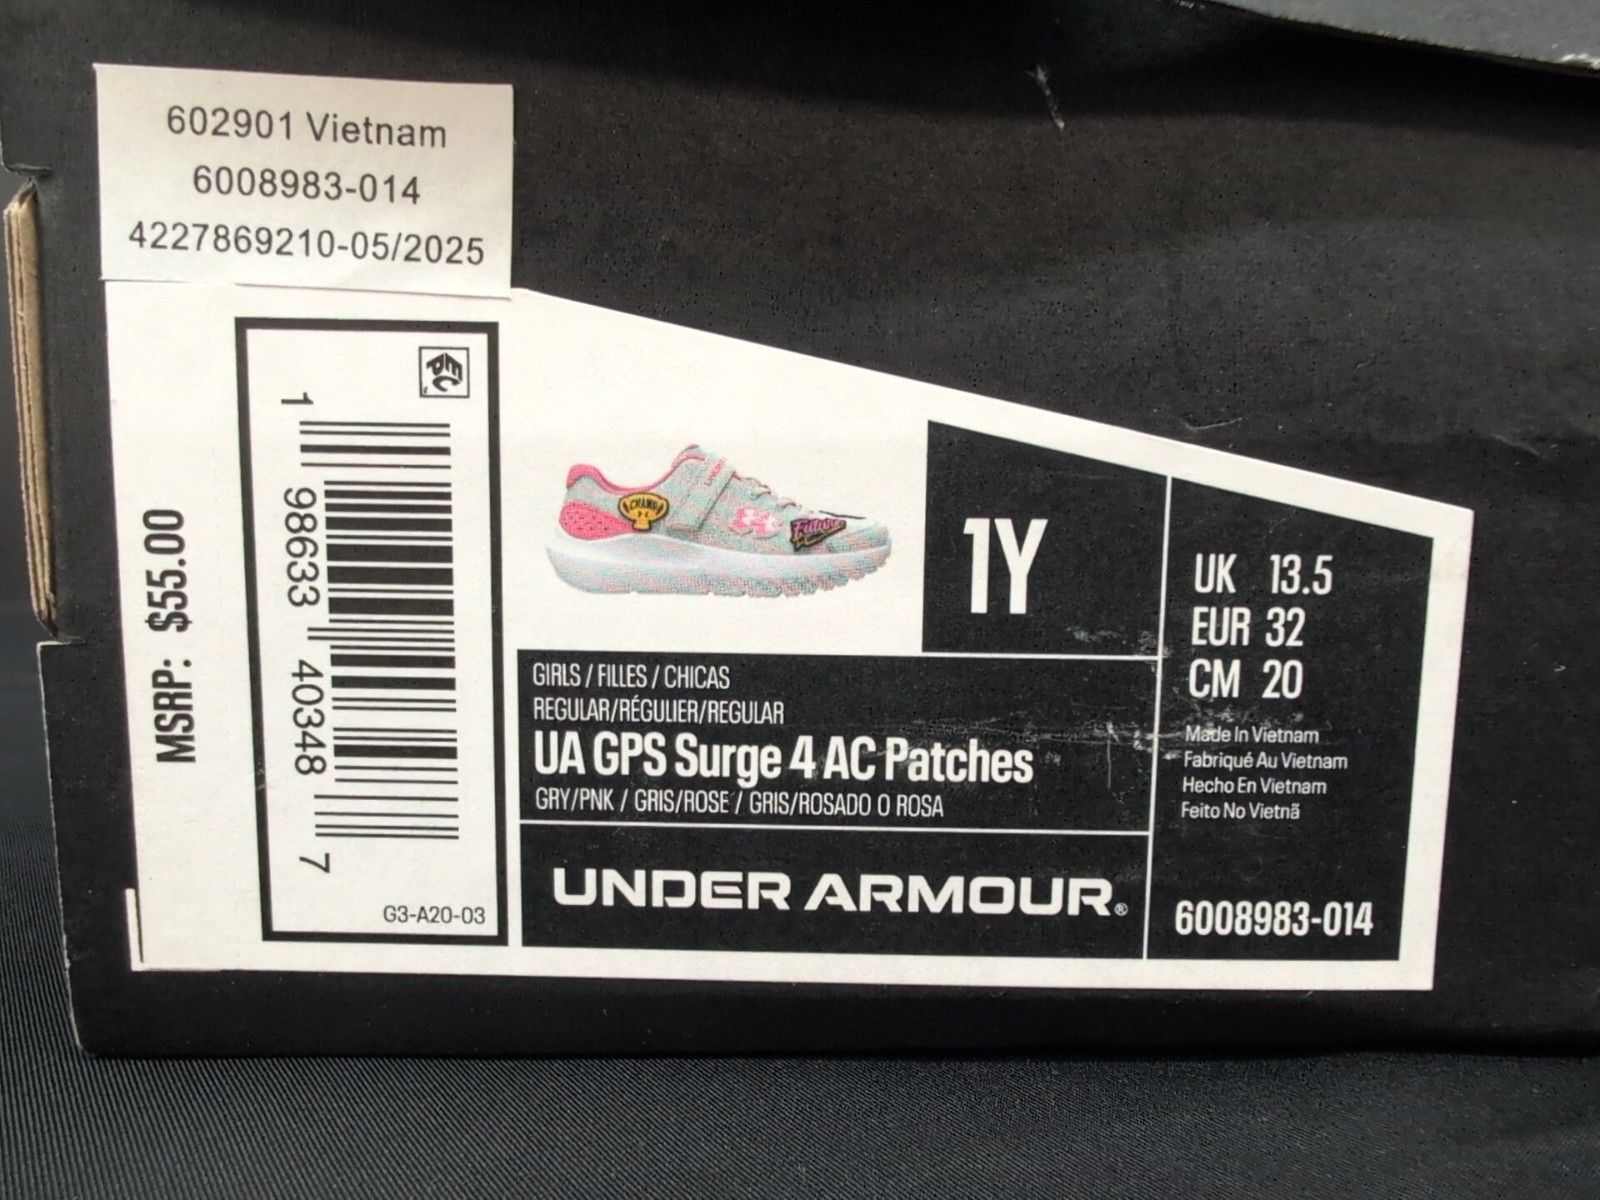 602901 Vietnam
6008983-014
4227869210-05/2025
MSRP: $55.00
1 98633 40348 7
G3-A20-03
CHAMP
Future
1Y
UK 13.5
EUR 32
CM 20
Made In Vietnam
Fabriqué Au Vietnam
Hecho En Vietnam
Feito No Vietnã
6008983-014
GIRLS / FILLES / CHICAS
REGULAR/RÉGULIER/REGULAR
UA GPS Surge 4 AC Patches
GRY/PNK / GRIS/ROSE / GRIS/ROSADO O ROSA
UNDER ARMOUR®